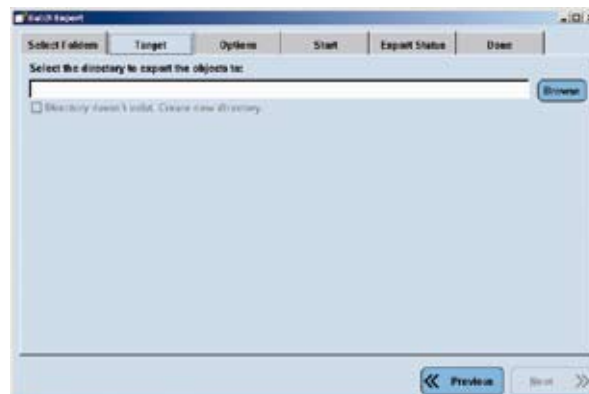 Batch Export
Select Folders Target Options Start Export Status Done
Select the directory to export the objects to:
Browse
Directory doesn't exist. Create new directory.
Previous Next